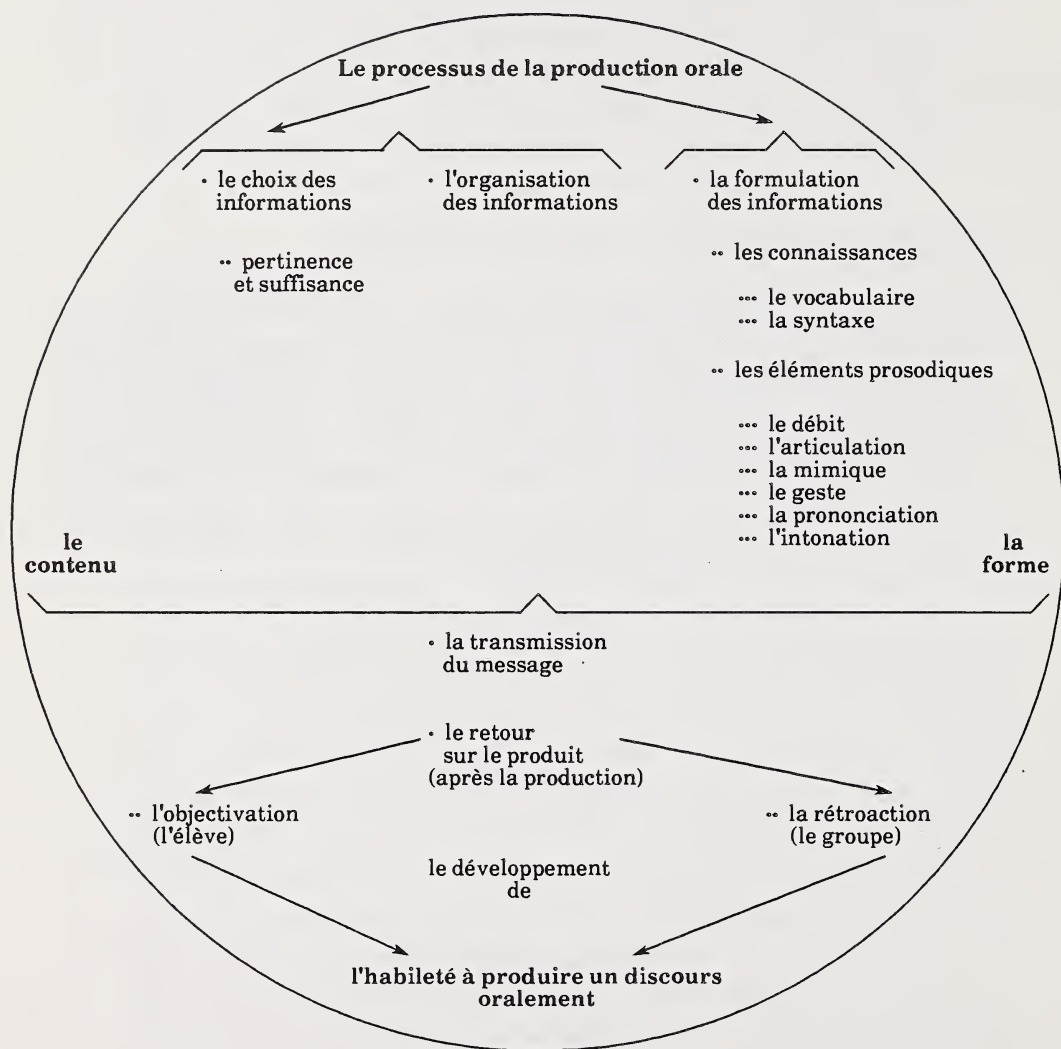 Le processus de la production orale
· le choix des
informations
·· pertinence
et suffisance
· l'organisation
des informations
· la formulation
des informations
·· les connaissances
··· le vocabulaire
··· la syntaxe
·· les éléments prosodiques
··· le débit
··· l'articulation
··· la mimique
··· le geste
··· la prononciation
··· l'intonation
le
contenu
la
forme
· la transmission
du message
· le retour
sur le produit
(après la production)
·· l'objectivation
(l'élève)
·· la rétroaction
(le groupe)
le développement
de
l'habileté à produire un discours
oralement